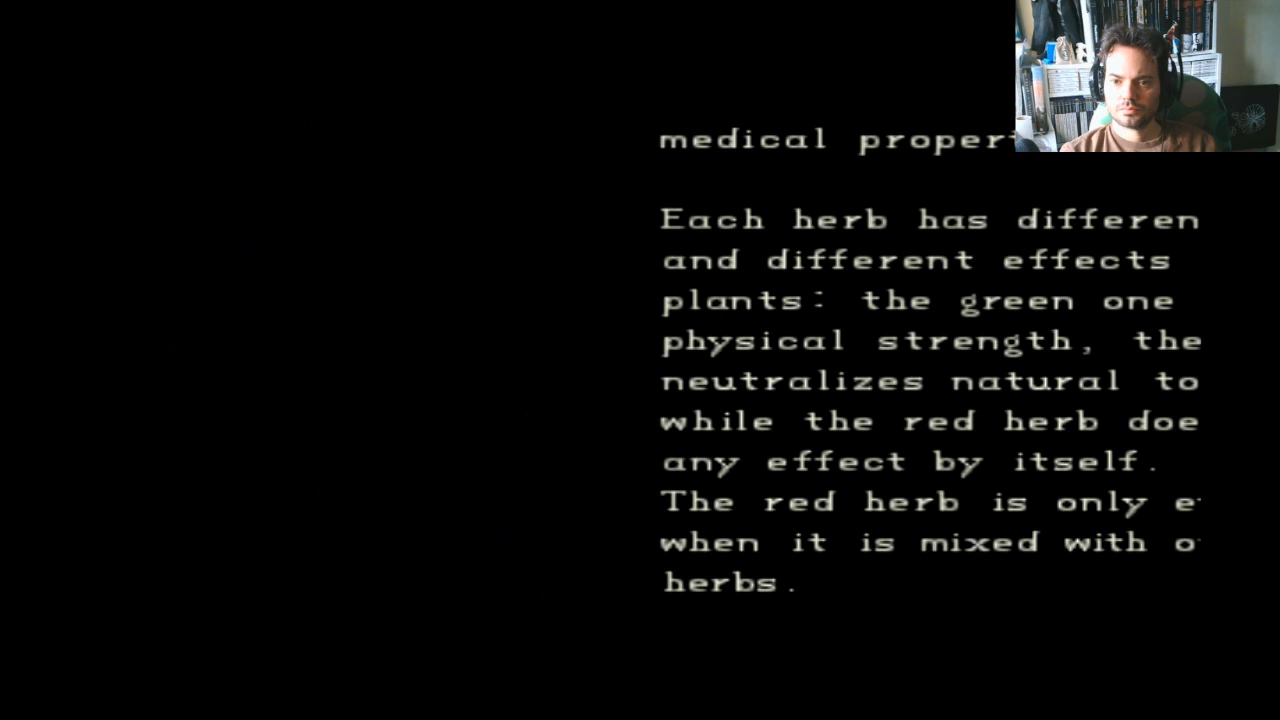 medical proper
Each herb has differen
and different effects
plants: the green one
physical strength, the
neutralizes natural to
while the red herb doe
any effect by itself.
The red herb is only e
when it is mixed with o
herbs.